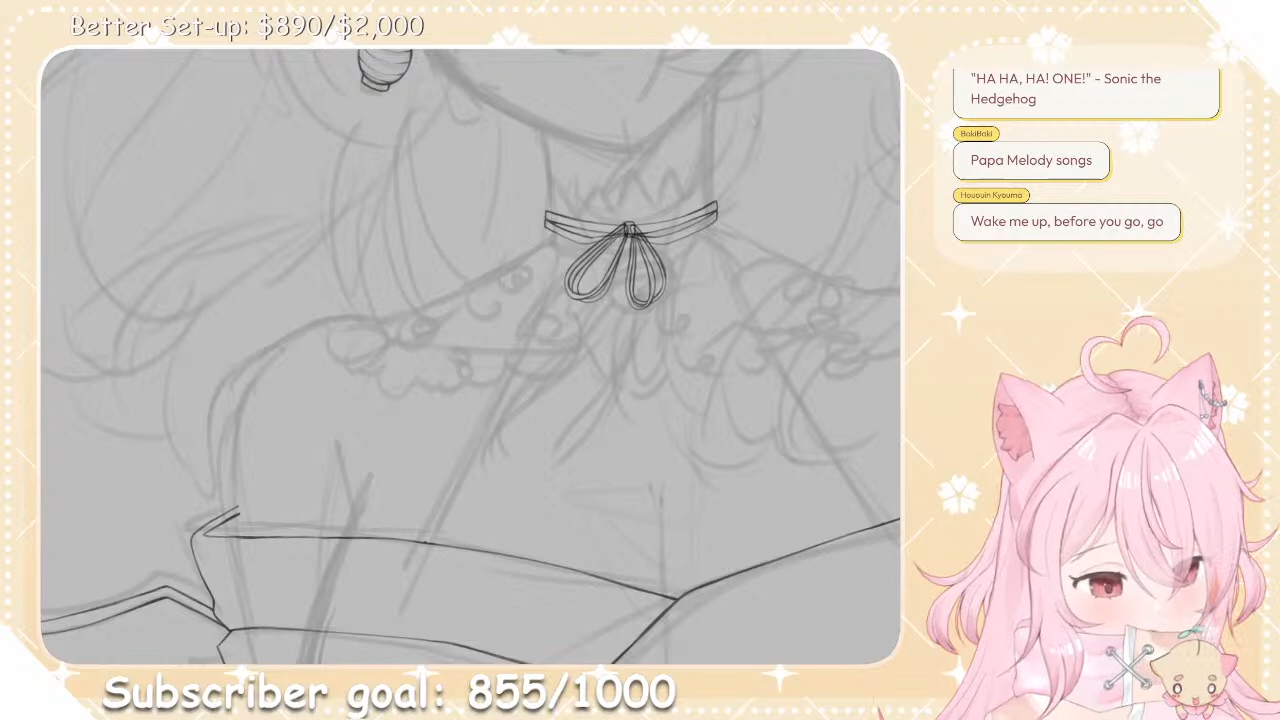 Better Set-up: $890/$2,000
"HA HA, HA! ONE!" - Sonic the
Hedgehog
BakiBaki
Papa Melody songs
Hououin Kyouma
Wake me up, before you go, go
Subscriber goal: 855/1000